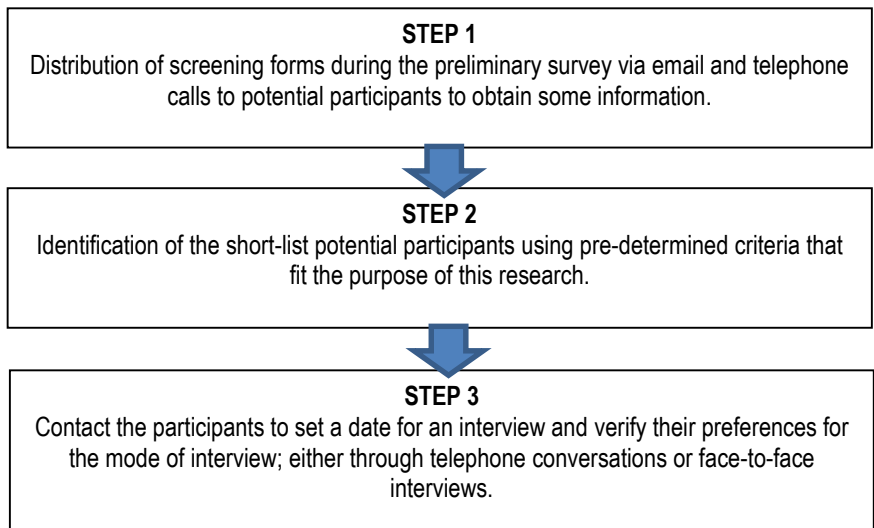 STEP 1
Distribution of screening forms during the preliminary survey via email and telephone
calls to potential participants to obtain some information.
STEP 2
Identification of the short-list potential participants using pre-determined criteria that
fit the purpose of this research.
STEP 3
Contact the participants to set a date for an interview and verify their preferences for
the mode of interview; either through telephone conversations or face-to-face
interviews.